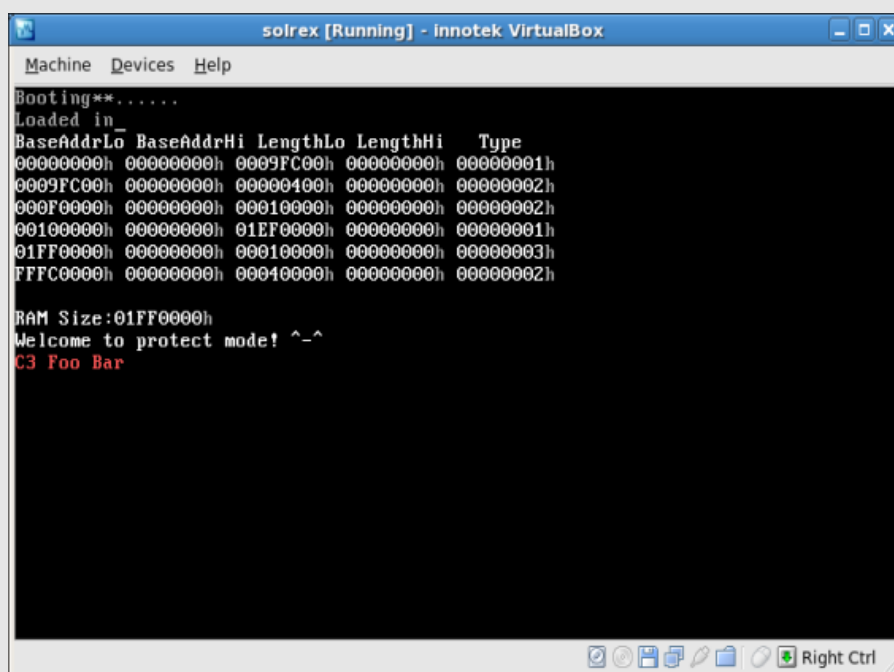 solrex [Running] - innotek VirtualBox
Machine Devices Help
Booting**......
Loaded in_
BaseAddrLo BaseAddrHi LengthLo LengthHi Type
00000000h 00000000h 0009FC00h 00000000h 00000001h
0009FC00h 00000000h 00000400h 00000000h 00000002h
000F0000h 00000000h 00010000h 00000000h 00000002h
00100000h 00000000h 01EF0000h 00000000h 00000001h
01FF0000h 00000000h 00010000h 00000000h 00000003h
FFFC0000h 00000000h 00040000h 00000000h 00000002h
RAM Size:01FF0000h
Welcome to protect mode! ^-^
C3 Foo Bar
Right Ctrl